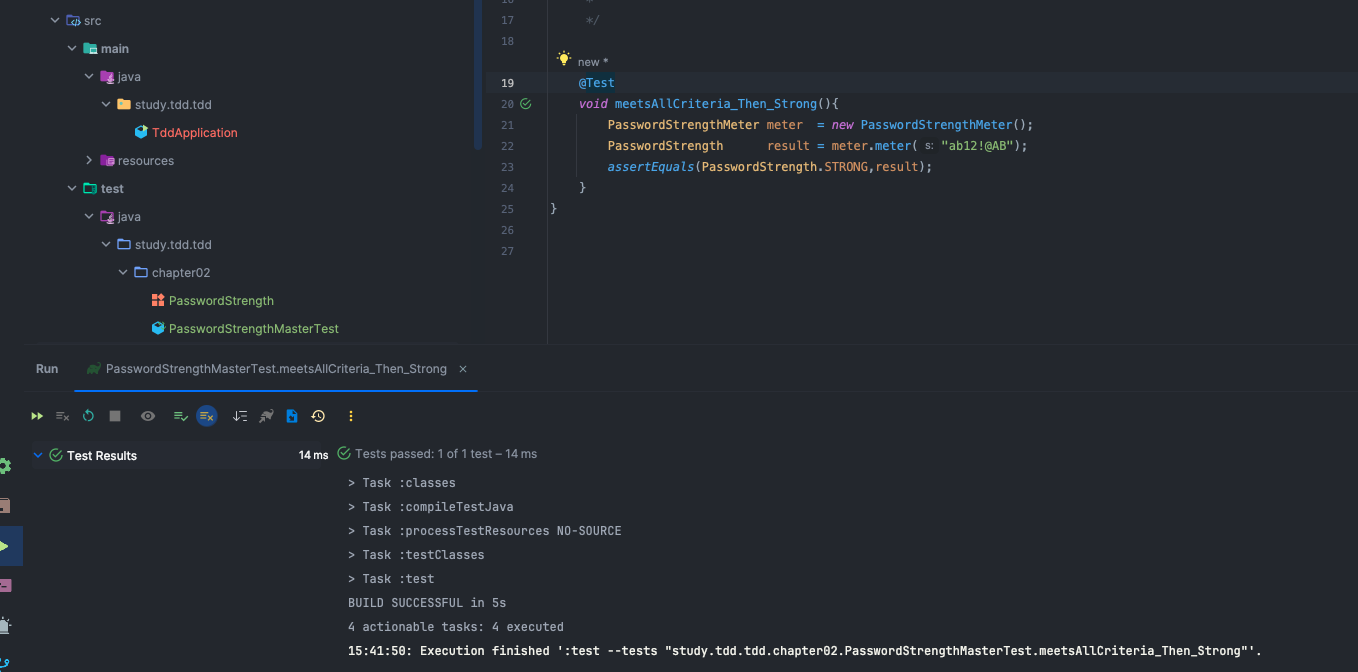 src
main
java
study.tdd.tdd
TddApplication
resources
test
java
study.tdd.tdd
chapter02
PasswordStrength
PasswordStrengthMasterTest
17 */
18
new *
19 @Test
20 void meetsAllCriteria_Then_Strong(){
21 PasswordStrengthMeter meter = new PasswordStrengthMeter();
22 PasswordStrength result = meter.meter( s: "ab12!@AB");
23 assertEquals(PasswordStrength.STRONG,result);
24 }
25 }
26
27
Run PasswordStrengthMasterTest.meetsAllCriteria_Then_Strong ×
Test Results 14 ms
Tests passed: 1 of 1 test – 14 ms
> Task :classes
> Task :compileTestJava
> Task :processTestResources NO-SOURCE
> Task :testClasses
> Task :test
BUILD SUCCESSFUL in 5s
4 actionable tasks: 4 executed
15:41:50: Execution finished ':test --tests "study.tdd.tdd.chapter02.PasswordStrengthMasterTest.meetsAllCriteria_Then_Strong"'.